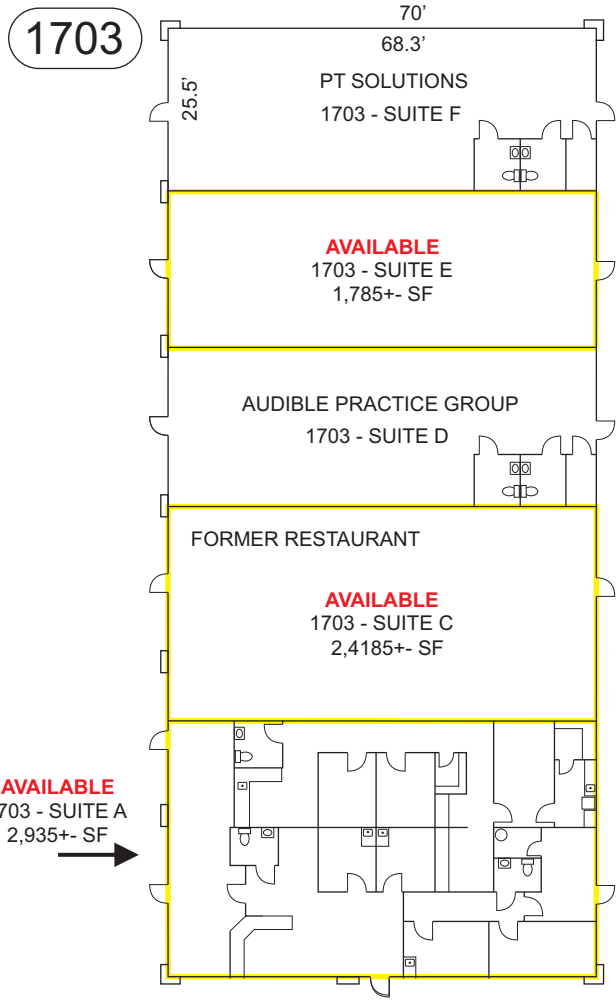 1703
70'
68.3'
25.5'
PT SOLUTIONS
1703 - SUITE F
AVAILABLE
1703 - SUITE E
1,785+- SF
AUDIBLE PRACTICE GROUP
1703 - SUITE D
FORMER RESTAURANT
AVAILABLE
1703 - SUITE C
2,4185+- SF
AVAILABLE
703 - SUITE A
2,935+- SF